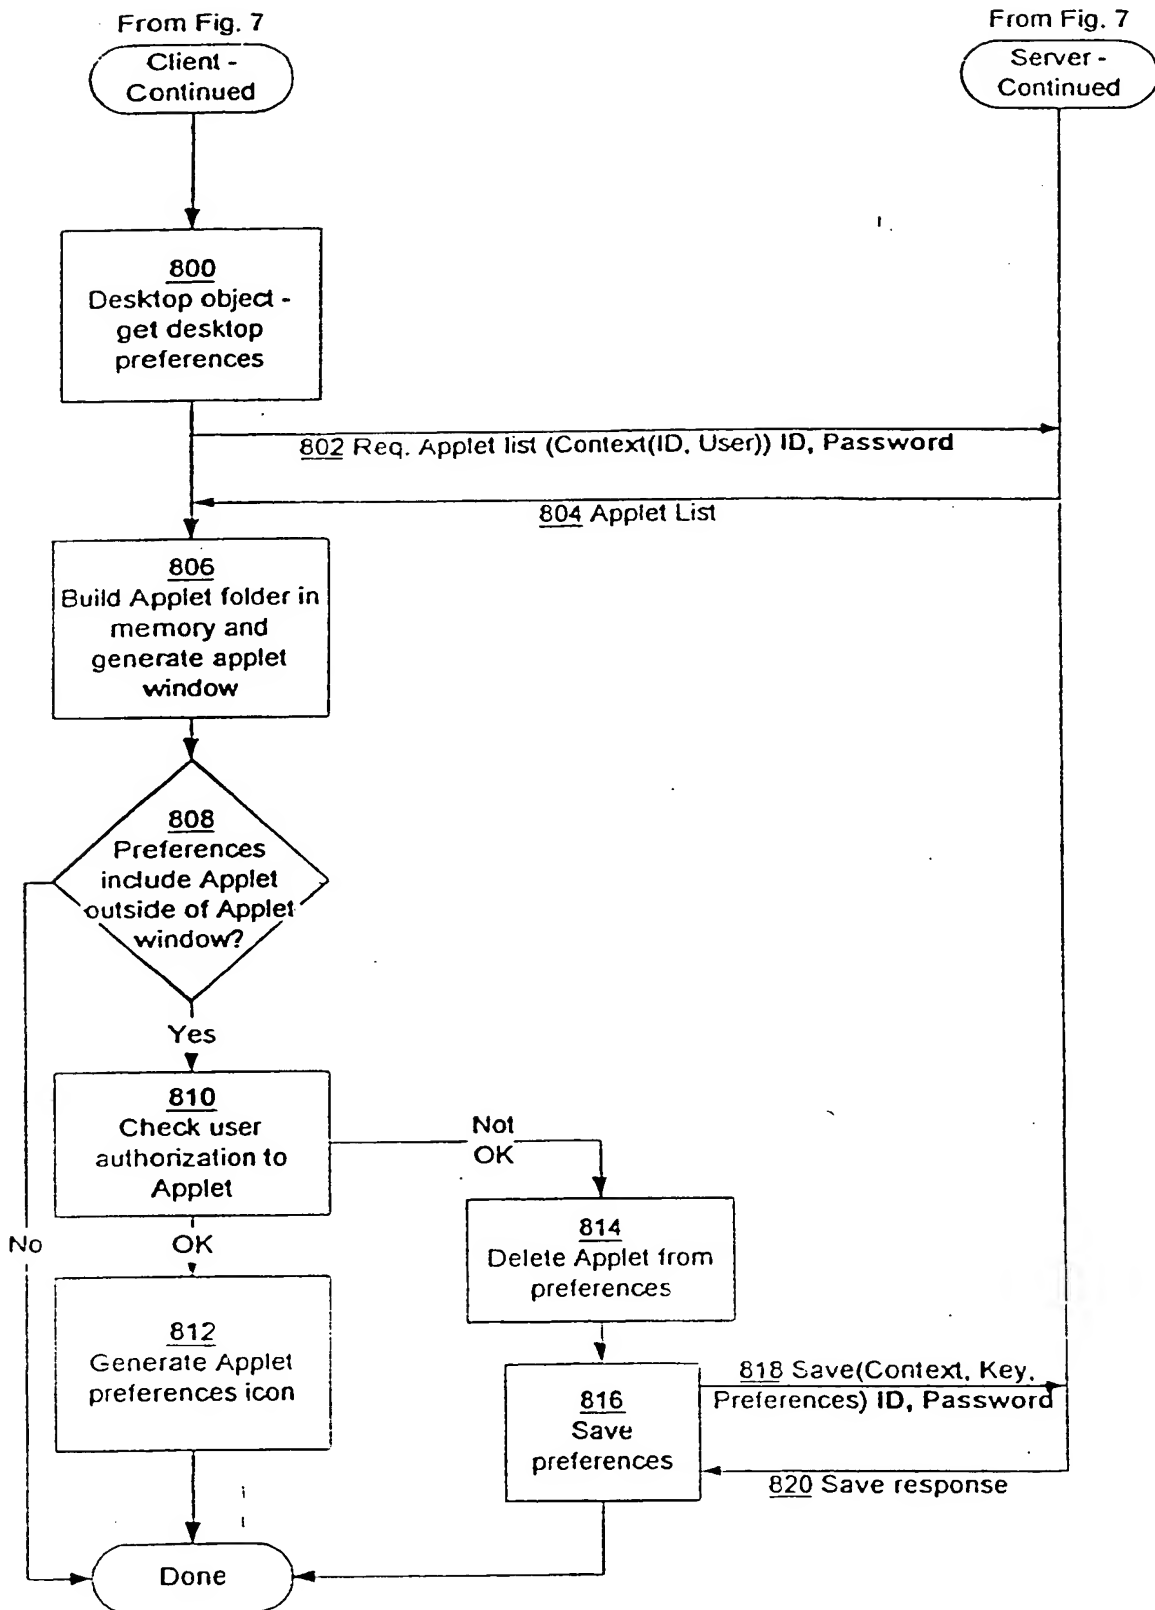 From Fig. 7
Client -
Continued
From Fig. 7
Server -
Continued
800
Desktop object -
get desktop
preferences
802 Req. Applet list (Context(ID, User)) ID, Password
804 Applet List
806
Build Applet folder in
memory and
generate applet
window
808
Preferences
include Applet
outside of Applet
window?
Yes
810
Check user
authorization to
Applet
Not
OK
No
OK
814
Delete Applet from
preferences
812
Generate Applet
preferences icon
816
Save
preferences
818 Save(Context, Key,
Preferences) ID, Password
820 Save response
Done